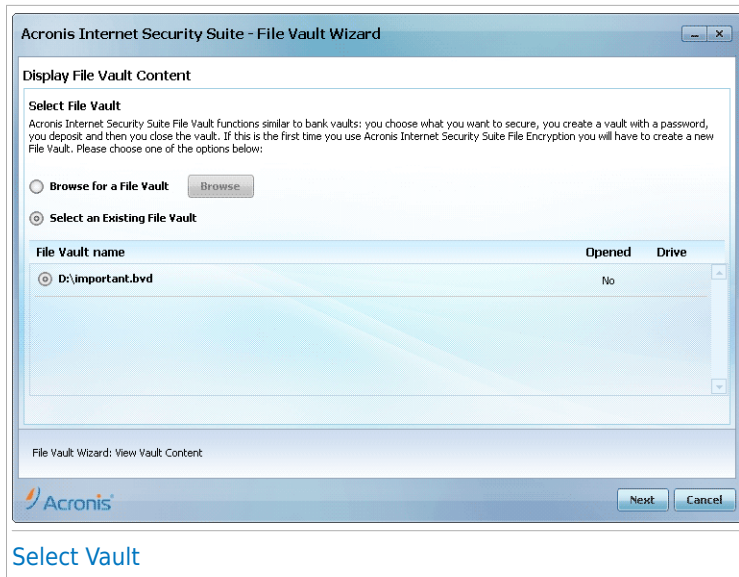 Acronis Internet Security Suite - File Vault Wizard
Display File Vault Content
Select File Vault
Acronis Internet Security Suite File Vault functions similar to bank vaults: you choose what you want to secure, you create a vault with a password,
you deposit and then you close the vault. If this is the first time you use Acronis Internet Security Suite File Encryption you will have to create a new
File Vault. Please choose one of the options below:
Browse for a File Vault Browse
Select an Existing File Vault
File Vault name Opened Drive
D:\important.bvd No
File Vault Wizard: View Vault Content
Acronis Next Cancel
Select Vault